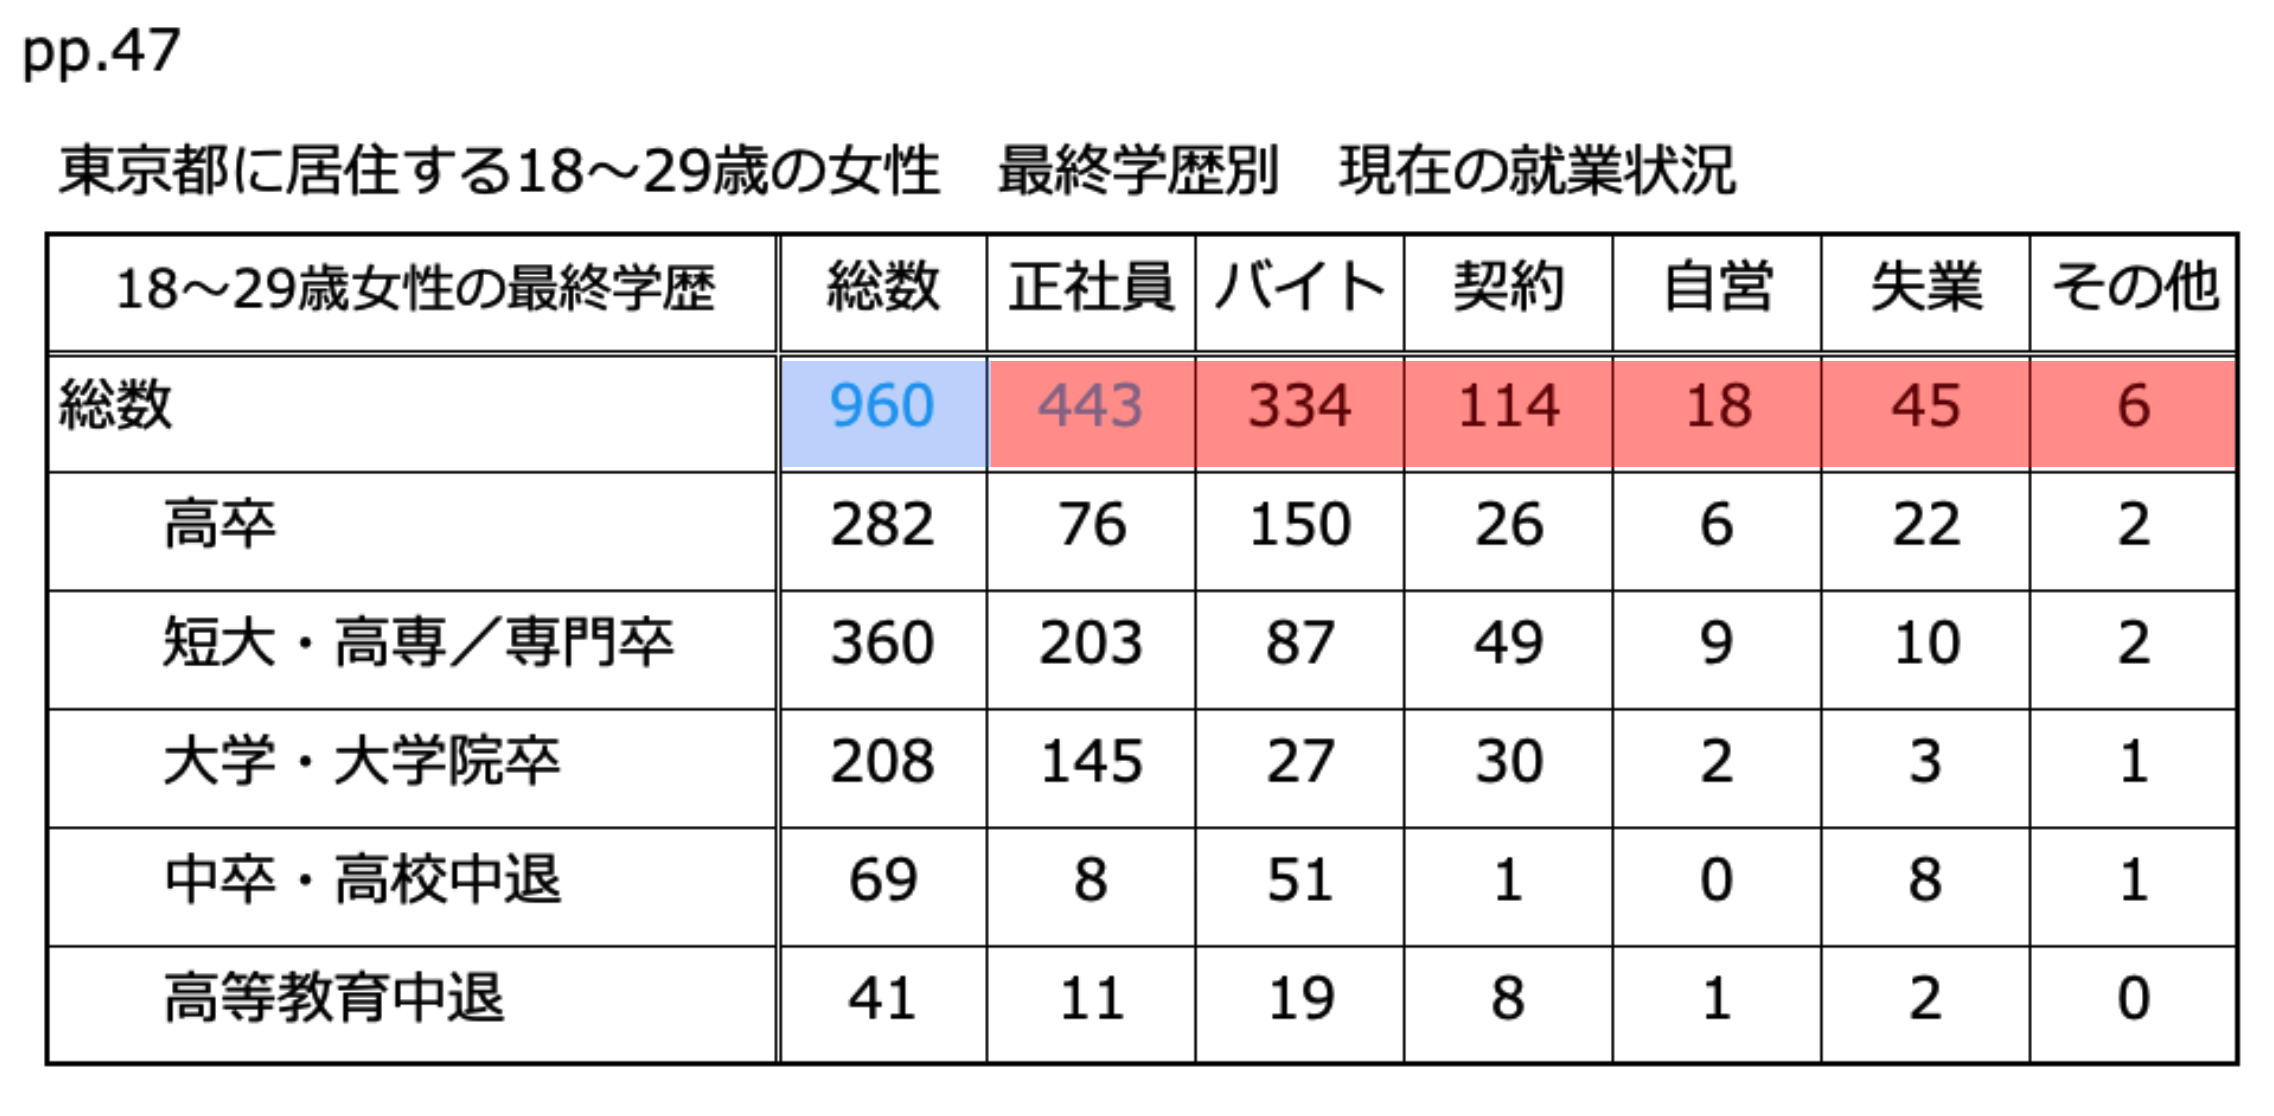 pp.47
東京都に居住する18～29歳の女性　最終学歴別　現在の就業状況
18～29歳女性の最終学歴 総数 正社員 バイト 契約 自営 失業 その他
総数 960 443 334 114 18 45 6
高卒 282 76 150 26 6 22 2
短大・高専／専門卒 360 203 87 49 9 10 2
大学・大学院卒 208 145 27 30 2 3 1
中卒・高校中退 69 8 51 1 0 8 1
高等教育中退 41 11 19 8 1 2 0